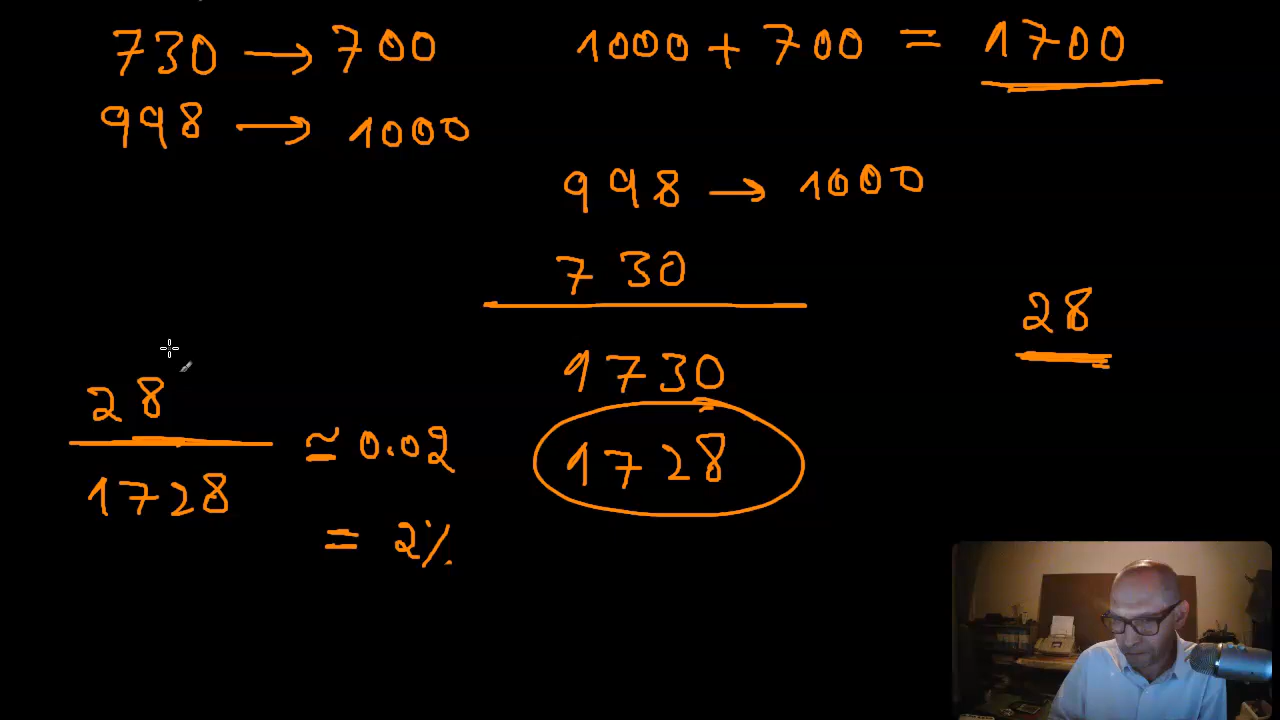 730 → 700
998 → 1000
1000 + 700 = 1700
998 → 1000
730
1730
1728
28
28
1728
≈ 0.02
= 2%